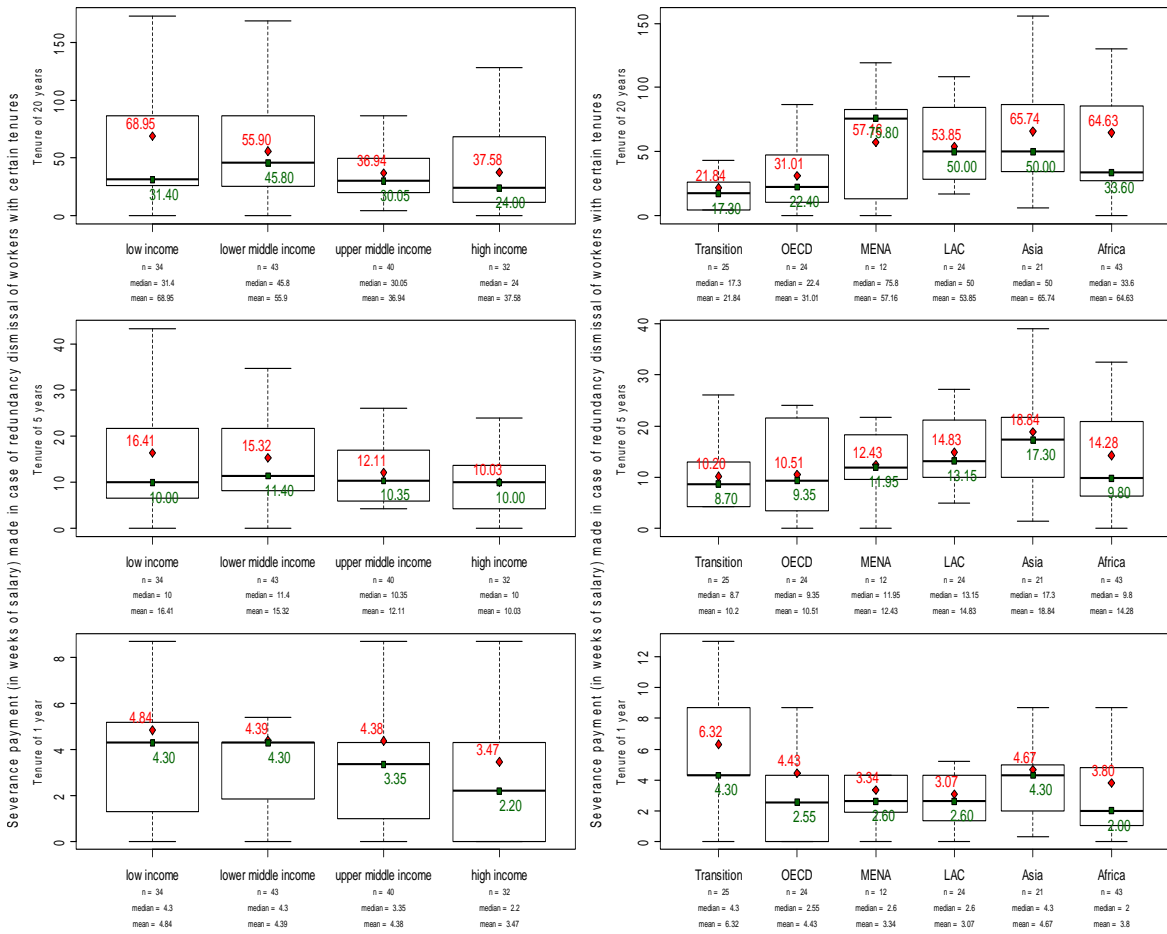 Severance payment (in weeks of salary) made in case of redundancy dismissal of workers with certain tenures
Tenure of 20 years
150
100
50
0
68.95
31.40
55.90
45.80
36.94
30.05
37.58
24.00
low income
lower middle income
upper middle income
high income
n = 34
n = 43
n = 40
n = 32
median = 31.4
median = 45.8
median = 30.05
median = 24
mean = 68.95
mean = 55.9
mean = 36.94
mean = 37.58
Tenure of 5 years
40
30
20
10
0
16.41
10.00
15.32
11.40
12.11
10.35
10.03
10.00
low income
lower middle income
upper middle income
high income
n = 34
n = 43
n = 40
n = 32
median = 10
median = 11.4
median = 10.35
median = 10
mean = 16.41
mean = 15.32
mean = 12.11
mean = 10.03
Tenure of 1 year
8
6
4
2
0
4.84
4.30
4.39
4.30
4.38
3.35
3.47
2.20
low income
lower middle income
upper middle income
high income
n = 34
n = 43
n = 40
n = 32
median = 4.3
median = 4.3
median = 3.35
median = 2.2
mean = 4.84
mean = 4.39
mean = 4.38
mean = 3.47
Severance payment (in weeks of salary) made in case of redundancy dismissal of workers with certain tenures
Tenure of 20 years
150
100
50
0
21.84
17.30
31.01
22.40
57.16
75.80
53.85
50.00
65.74
50.00
64.63
33.60
Transition
OECD
MENA
LAC
Asia
Africa
n = 25
n = 24
n = 12
n = 24
n = 21
n = 43
median = 17.3
median = 22.4
median = 75.8
median = 50
median = 50
median = 33.6
mean = 21.84
mean = 31.01
mean = 57.16
mean = 53.85
mean = 65.74
mean = 64.63
Tenure of 5 years
40
30
20
10
0
10.20
8.70
10.51
9.35
12.43
11.95
14.83
13.15
18.84
17.30
14.28
9.80
Transition
OECD
MENA
LAC
Asia
Africa
n = 25
n = 24
n = 12
n = 24
n = 21
n = 43
median = 8.7
median = 9.35
median = 11.95
median = 13.15
median = 17.3
median = 9.8
mean = 10.2
mean = 10.51
mean = 12.43
mean = 14.83
mean = 18.84
mean = 14.28
Tenure of 1 year
12
10
8
6
4
2
0
6.32
4.30
4.43
2.55
3.34
2.60
3.07
2.60
4.67
4.30
3.80
2.00
Transition
OECD
MENA
LAC
Asia
Africa
n = 25
n = 24
n = 12
n = 24
n = 21
n = 43
median = 4.3
median = 2.55
median = 2.6
median = 2.6
median = 4.3
median = 2
mean = 6.32
mean = 4.43
mean = 3.34
mean = 3.07
mean = 4.67
mean = 3.8